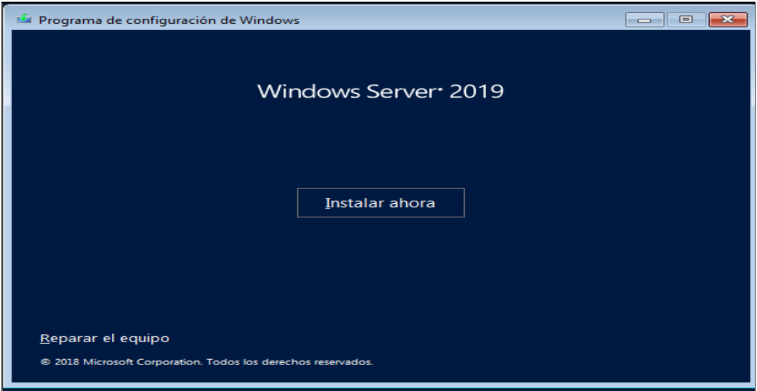 Programa de configuración de Windows
Windows Server® 2019
Instalar ahora
Reparar el equipo
© 2018 Microsoft Corporation. Todos los derechos reservados.